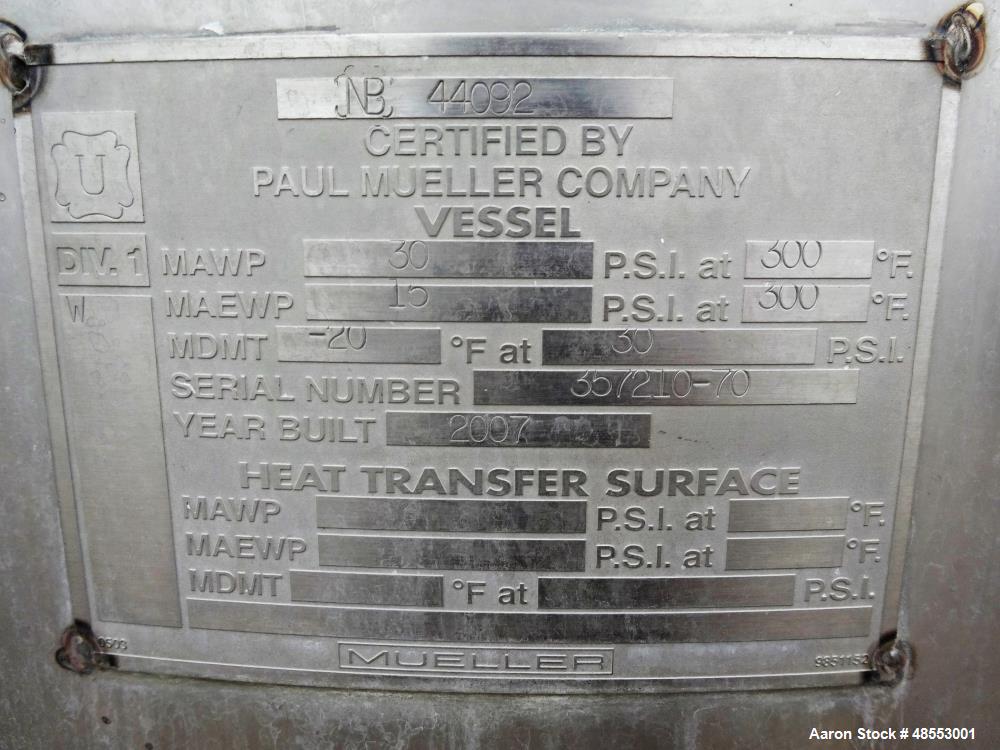 NB 44092
CERTIFIED BY
PAUL MUELLER COMPANY
VESSEL
U
DIV. 1
W
MAWP 30 P.S.I. at 300 °F.
MAEWP 15 P.S.I. at 300 °F.
MDMT -20 °F at 30 P.S.I.
SERIAL NUMBER 357210-70
YEAR BUILT 2007
HEAT TRANSFER SURFACE
MAWP P.S.I. at °F.
MAEWP P.S.I. at °F.
MDMT °F at P.S.I.
MUELLER
9851152
Aaron Stock # 48553001